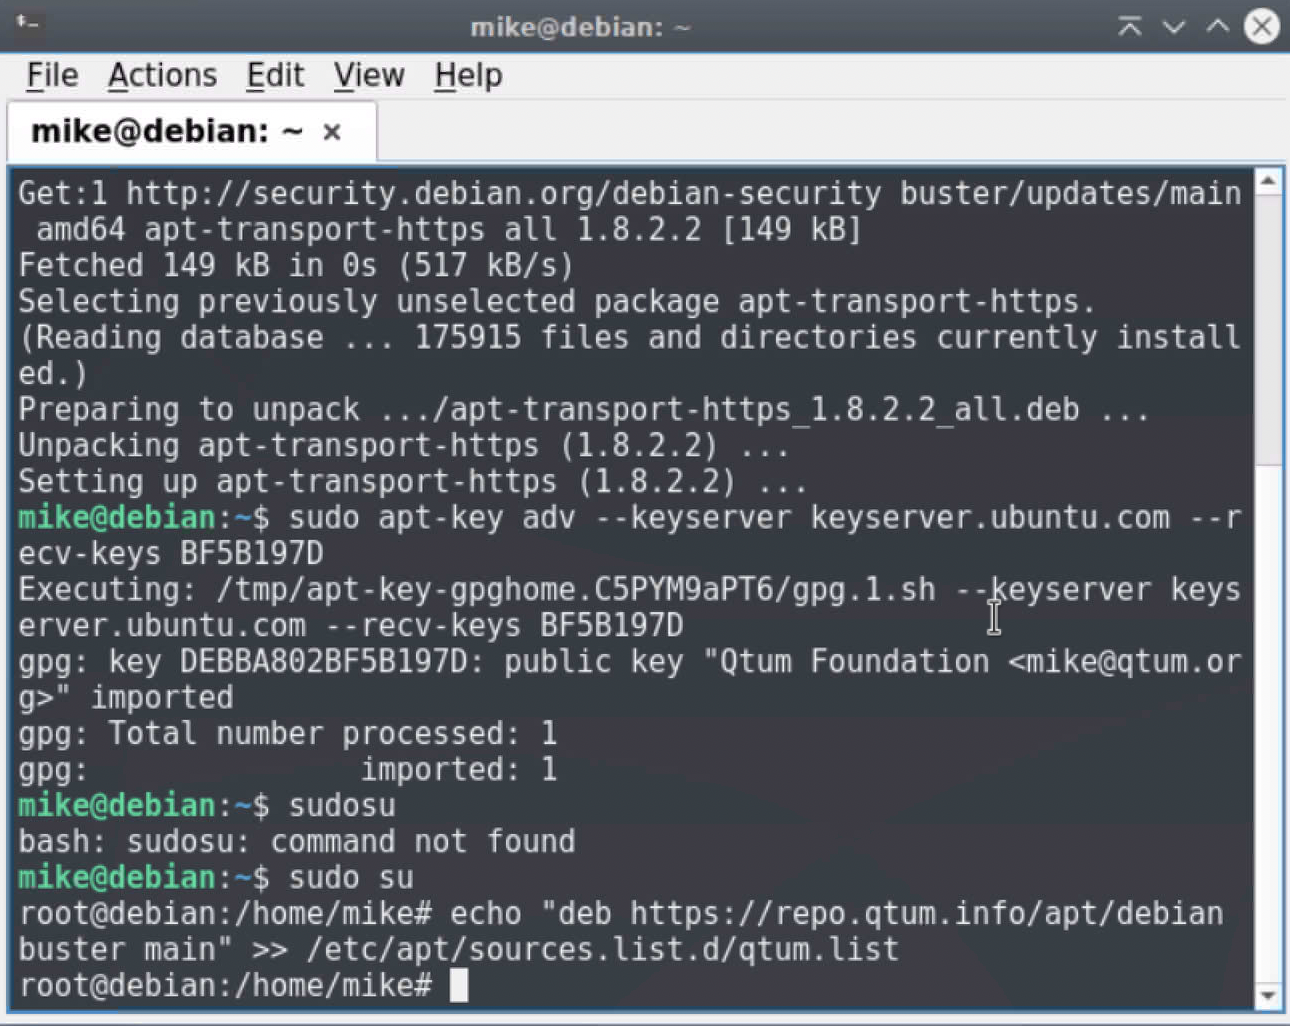 mike@debian: ~
File Actions Edit View Help
mike@debian: ~ ×
Get:1 http://security.debian.org/debian-security buster/updates/main
 amd64 apt-transport-https all 1.8.2.2 [149 kB]
Fetched 149 kB in 0s (517 kB/s)
Selecting previously unselected package apt-transport-https.
(Reading database ... 175915 files and directories currently install
ed.)
Preparing to unpack .../apt-transport-https_1.8.2.2_all.deb ...
Unpacking apt-transport-https (1.8.2.2) ...
Setting up apt-transport-https (1.8.2.2) ...
mike@debian:~$ sudo apt-key adv --keyserver keyserver.ubuntu.com --r
ecv-keys BF5B197D
Executing: /tmp/apt-key-gpghome.C5PYM9aPT6/gpg.1.sh --keyserver keys
erver.ubuntu.com --recv-keys BF5B197D
gpg: key DEBBA802BF5B197D: public key "Qtum Foundation <mike@qtum.or
g>" imported
gpg: Total number processed: 1
gpg:               imported: 1
mike@debian:~$ sudosu
bash: sudosu: command not found
mike@debian:~$ sudo su
root@debian:/home/mike# echo "deb https://repo.qtum.info/apt/debian
buster main" >> /etc/apt/sources.list.d/qtum.list
root@debian:/home/mike#